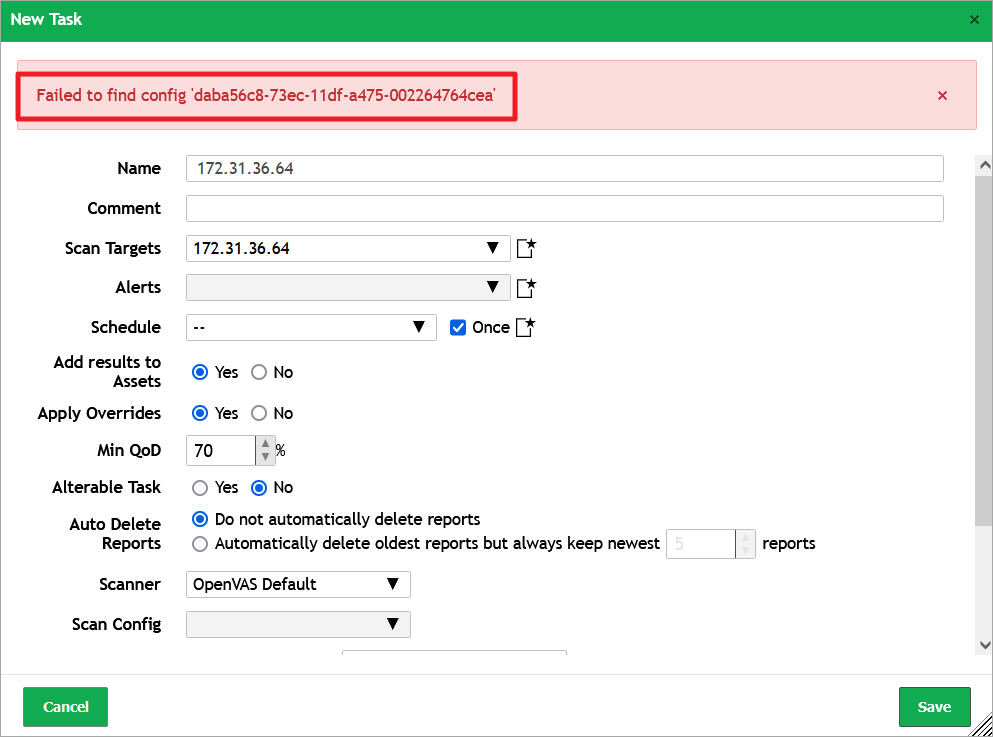 New Task
Failed to find config 'daba56c8-73ec-11df-a475-002264764cea'
Name 172.31.36.64
Comment
Scan Targets 172.31.36.64
Alerts
Schedule -- Once
Add results to
Assets Yes No
Apply Overrides Yes No
Min QoD 70 %
Alterable Task Yes No
Auto Delete
Reports
Do not automatically delete reports
Automatically delete oldest reports but always keep newest 5 reports
Scanner OpenVAS Default
Scan Config
Cancel Save